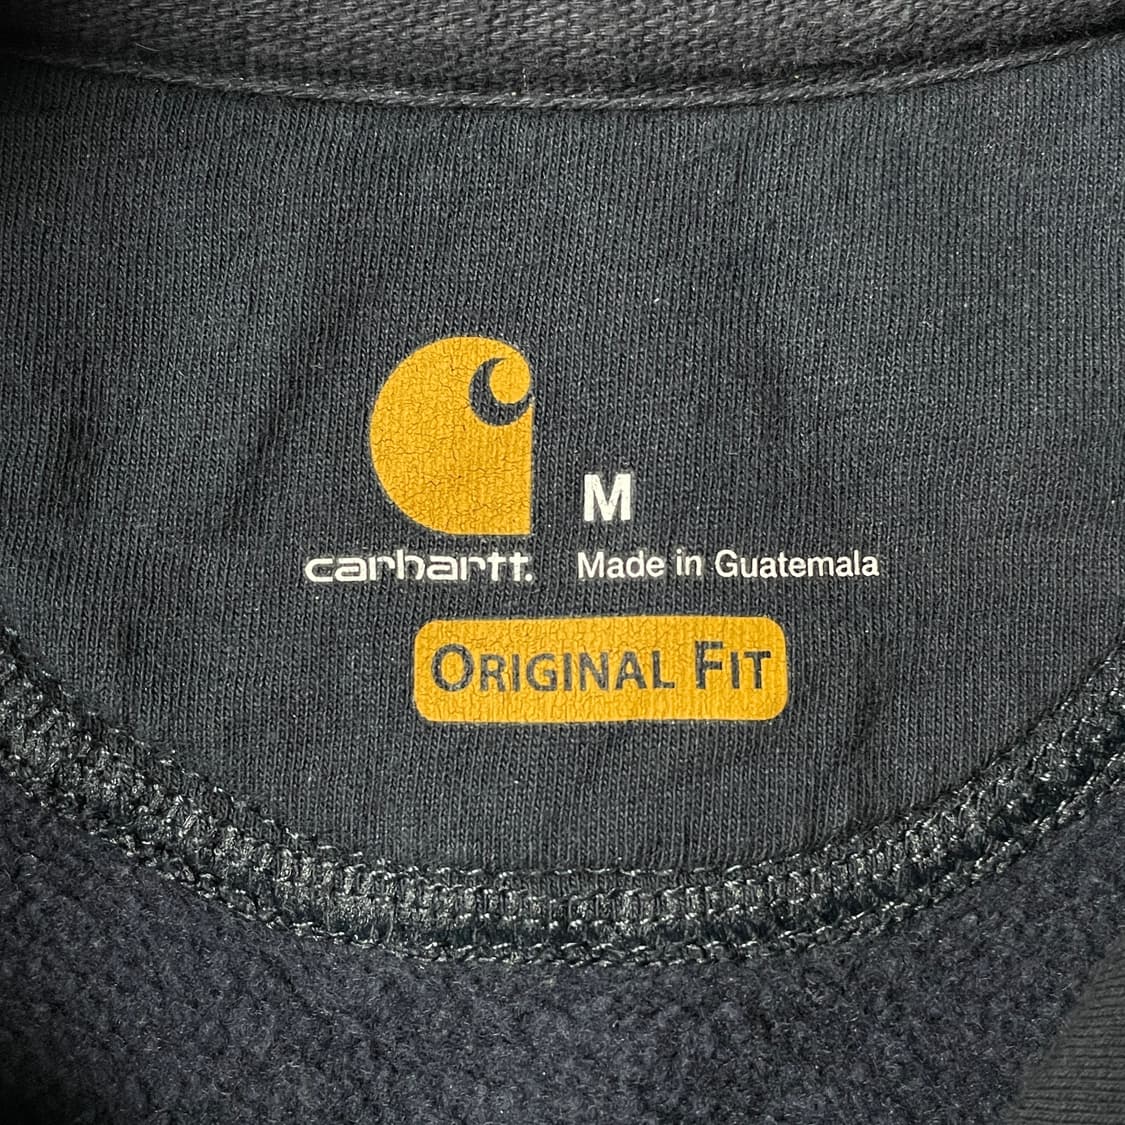 M
carhartt.
Made in Guatemala
ORIGINAL FIT